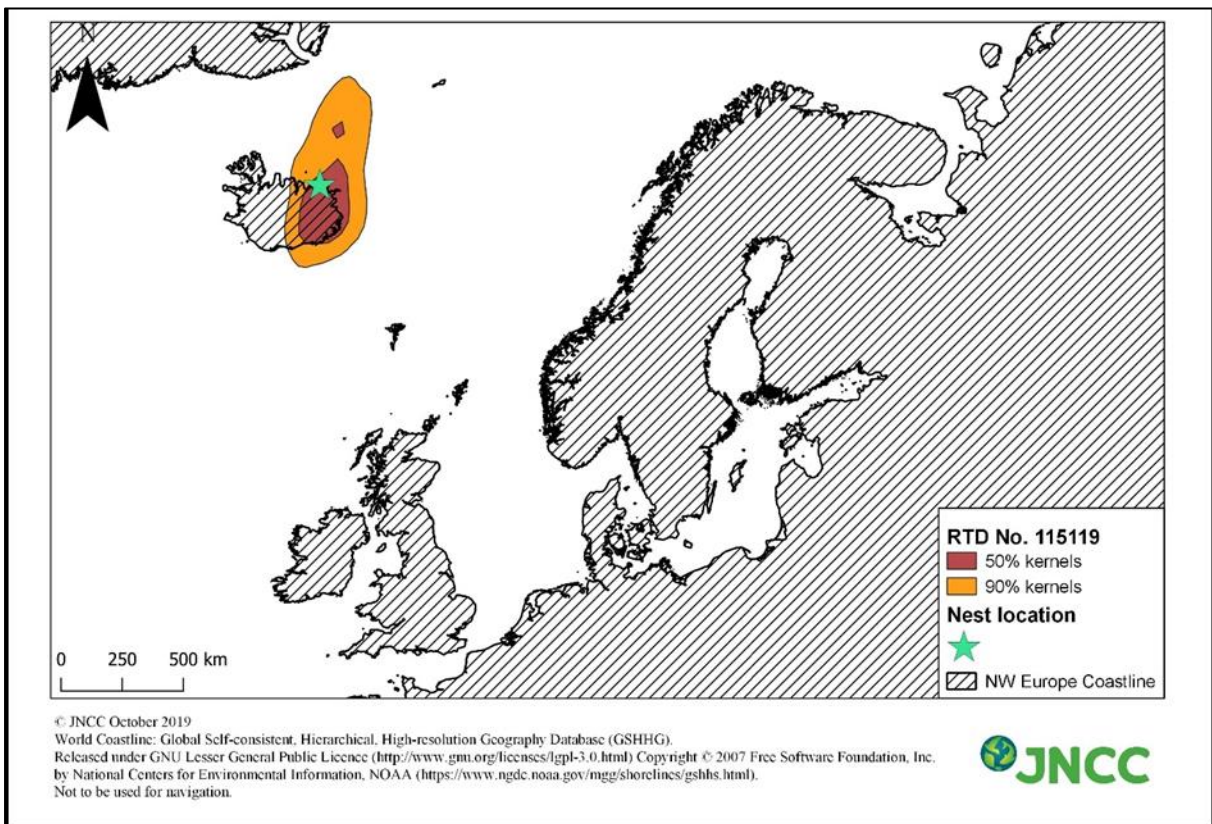 N
RTD No. 115119
50% kernels
90% kernels
Nest location
NW Europe Coastline
0 250 500 km
© JNCC October 2019
World Coastline: Global Self-consistent, Hierarchical, High-resolution Geography Database (GSHHG).
Released under GNU Lesser General Public Licence (http://www.gnu.org/licenses/lgpl-3.0.html) Copyright © 2007 Free Software Foundation, Inc.
by National Centers for Environmental Information, NOAA (https://www.ngdc.noaa.gov/mgg/shorelines/gshhs.html).
Not to be used for navigation.
JNCC